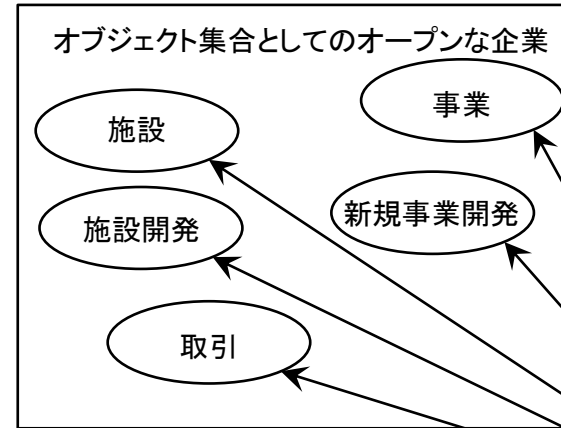 オブジェクト集合としてのオープンな企業
施設
事業
施設開発
新規事業開発
取引